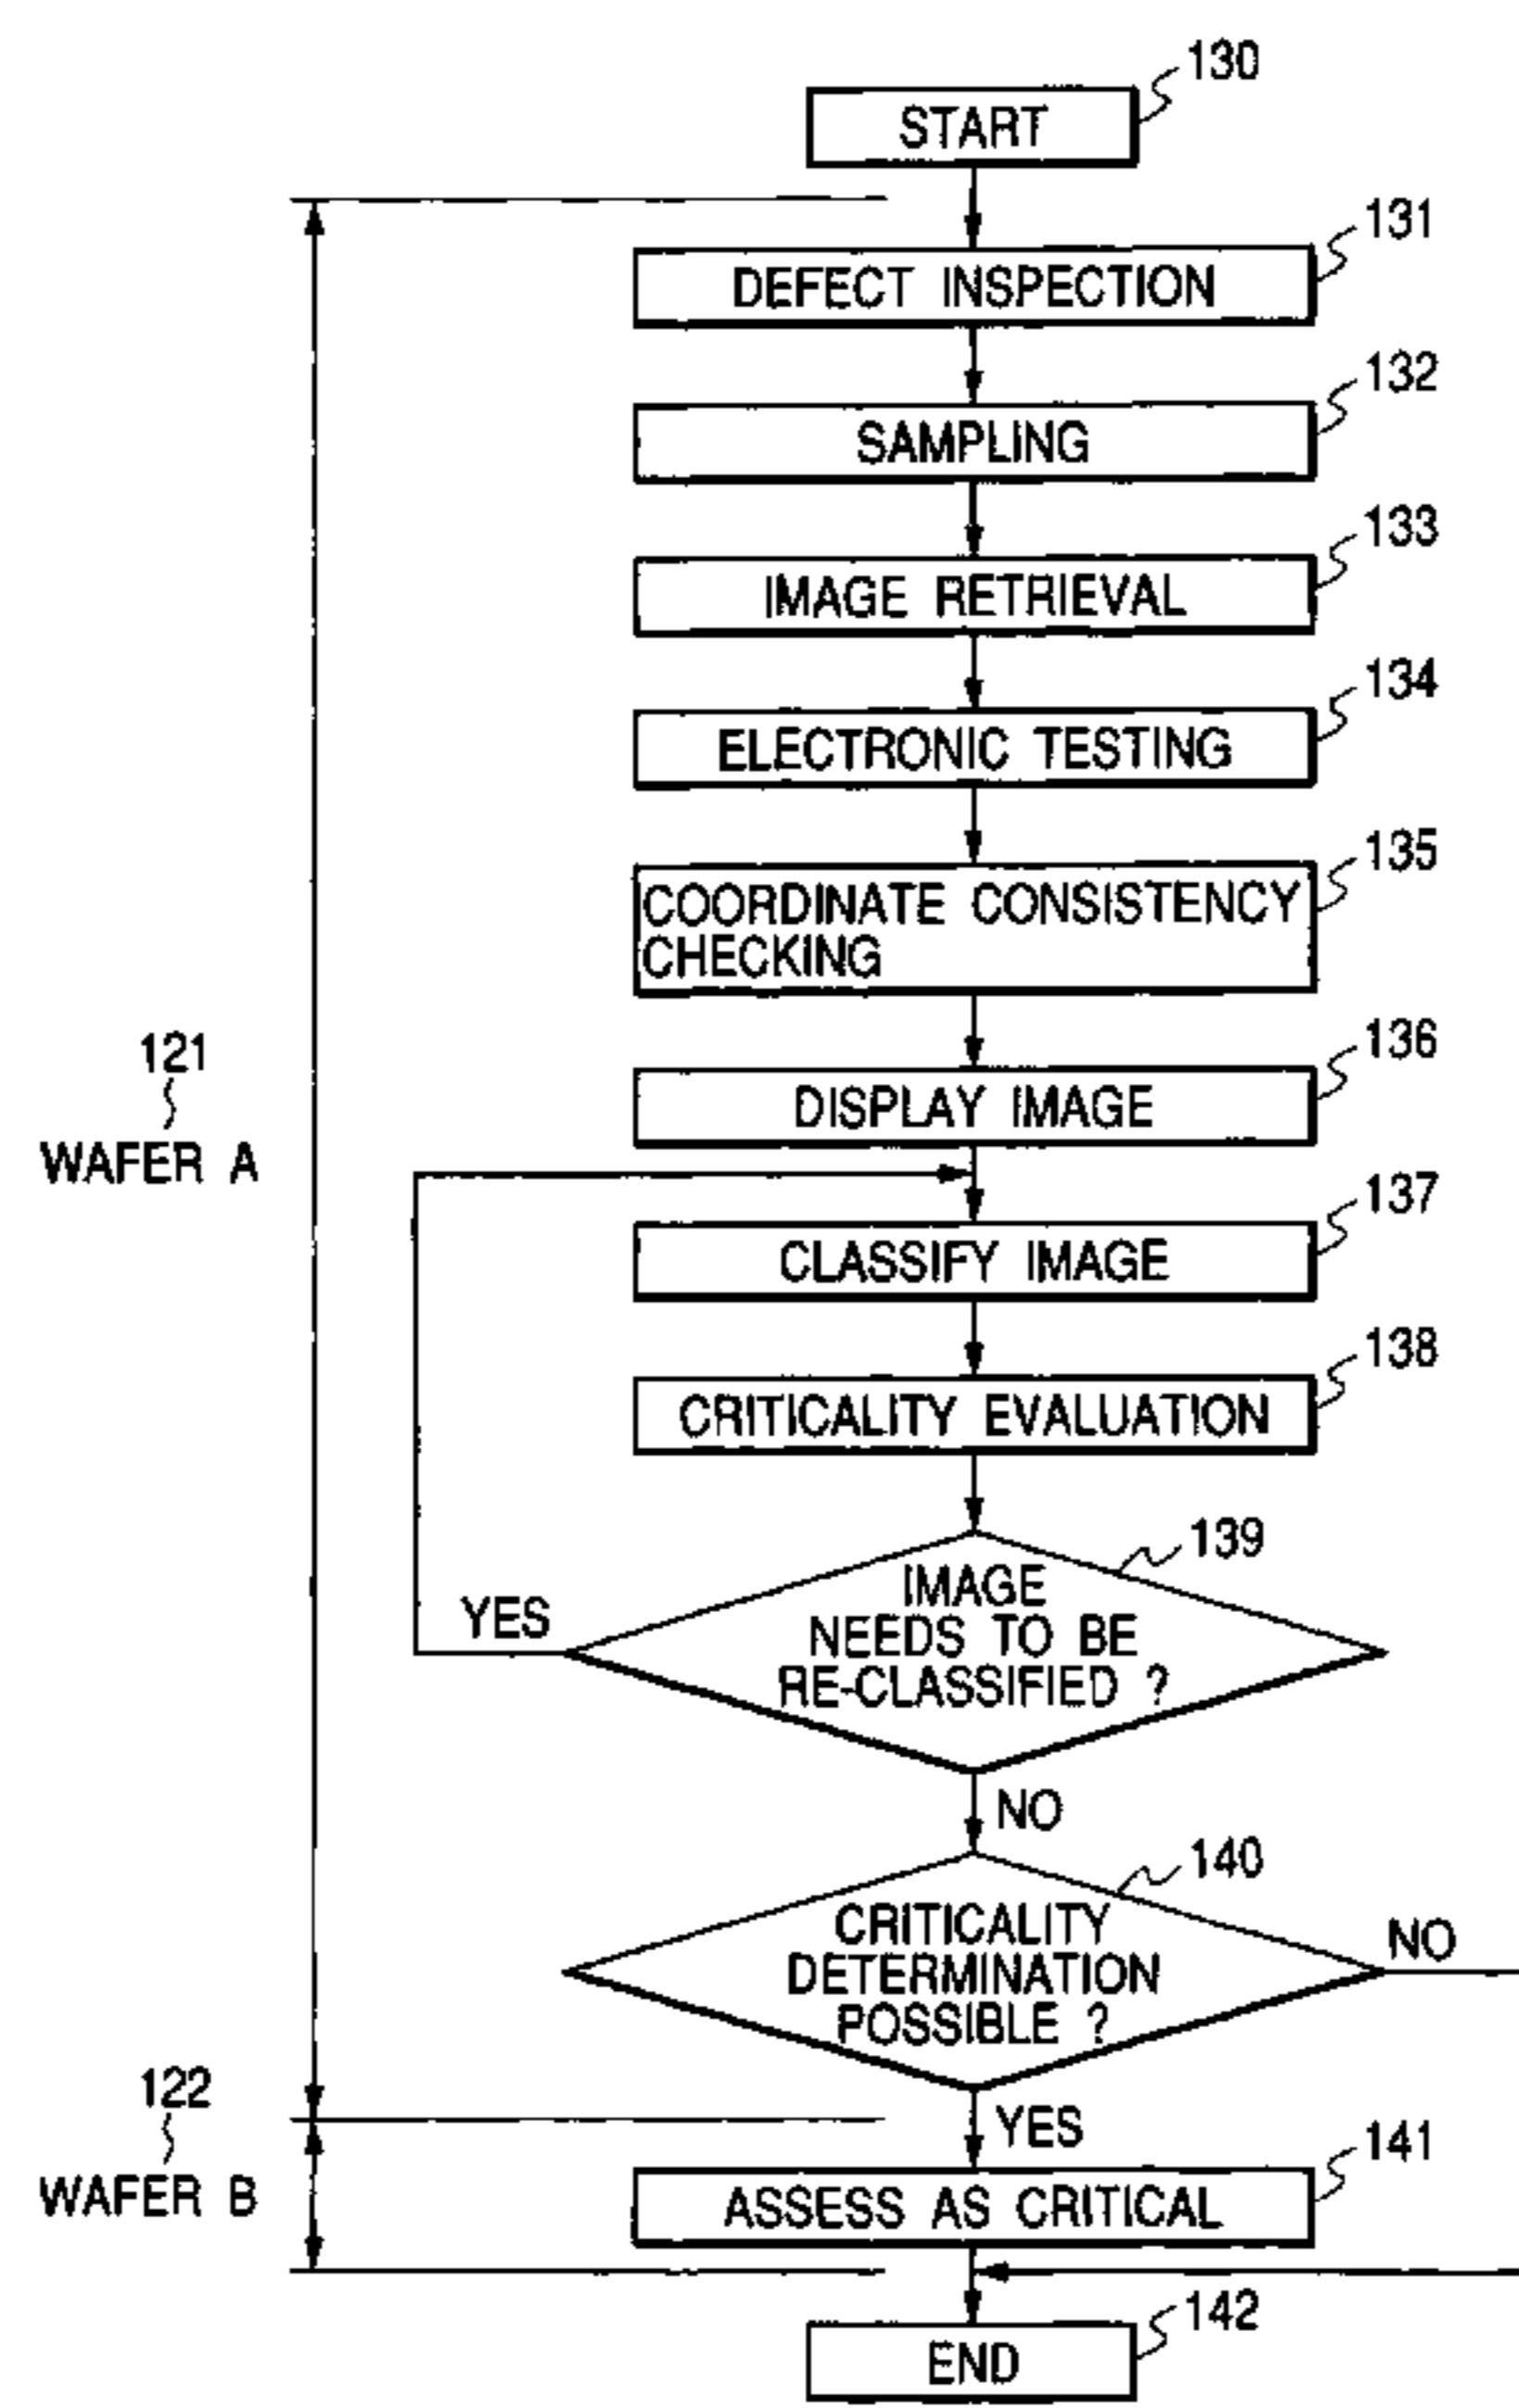 130
START
131
DEFECT INSPECTION
132
SAMPLING
133
IMAGE RETRIEVAL
134
ELECTRONIC TESTING
135
COORDINATE CONSISTENCY
CHECKING
121
WAFER A
136
DISPLAY IMAGE
137
CLASSIFY IMAGE
138
CRITICALITY EVALUATION
139
IMAGE
NEEDS TO BE
RE-CLASSIFIED ?
YES
NO
140
CRITICALITY
DETERMINATION
POSSIBLE ?
NO
YES
122
WAFER B
141
ASSESS AS CRITICAL
142
END